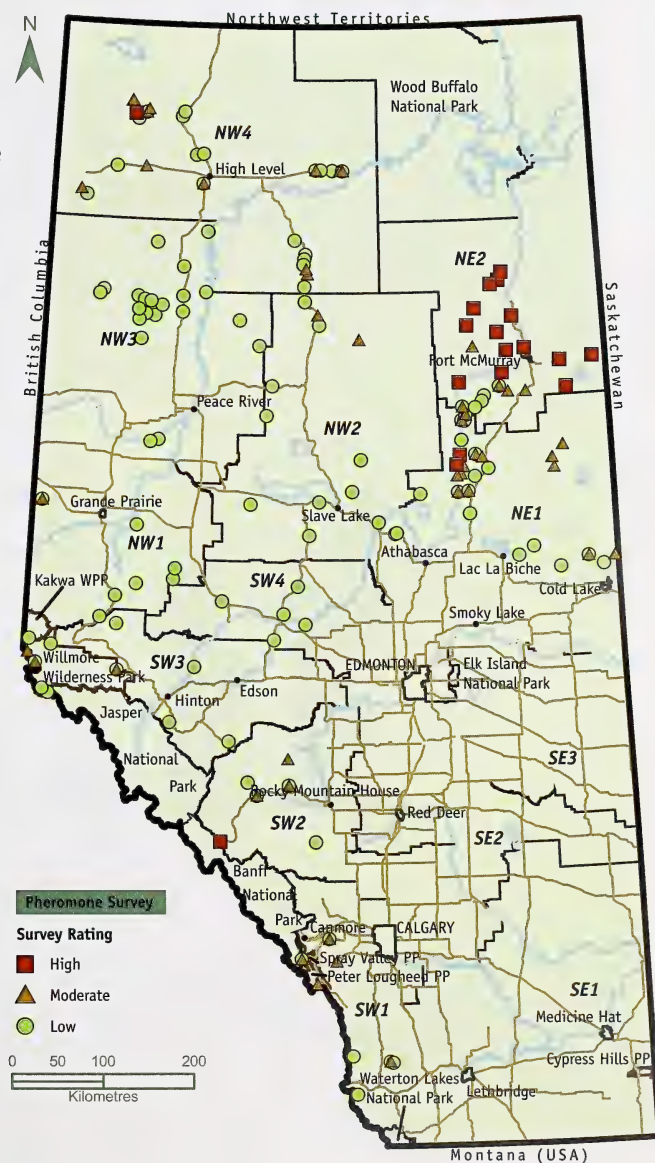 Northwest Territories
N
Wood Buffalo
National Park
NW4
High Level
British Columbia
NE2
Saskatchewan
NW3
Fort McMurray
Peace River
NW2
Grande Prairie
Slave Lake
NE1
NW1
Athabasca
Lac La Biche
Kakwa WPP
SW4
Cold Lake
Smoky Lake
Willmore
Wilderness Park
SW3
EDMONTON
Elk Island
National Park
Hinton
Edson
Jasper
National
Park
SE3
Rocky Mountain House
Red Deer
SW2
SE2
Banff
National
Park
Canmore
CALGARY
Spray Valley PP
Peter Lougheed PP
SW1
SE1
Medicine Hat
Cypress Hills PP
Waterton Lakes
National Park
Lethbridge
Montana (USA)
Pheromone Survey
Survey Rating
High
Moderate
Low
0 50 100 200
Kilometres